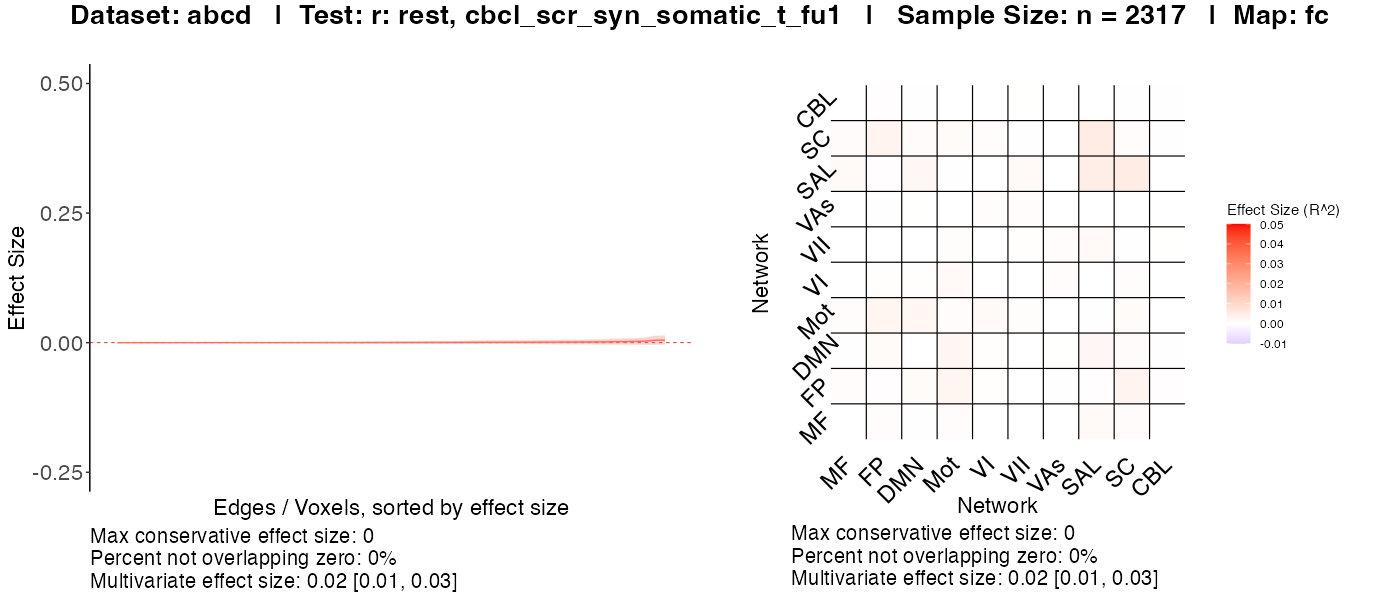 Dataset: abcd | Test: r: rest, cbcl_scr_syn_somatic_t_fu1 | Sample Size: n = 2317 | Map: fc
Effect Size
0.50
0.25
0.00
-0.25
Edges / Voxels, sorted by effect size
Max conservative effect size: 0
Percent not overlapping zero: 0%
Multivariate effect size: 0.02 [0.01, 0.03]
Network
CBL
SC
SAL
VAs
VII
VI
Mot
DMN
FP
MF
MF FP DMN Mot VI VII VAs SAL SC CBL
Network
Max conservative effect size: 0
Percent not overlapping zero: 0%
Multivariate effect size: 0.02 [0.01, 0.03]
Effect Size (R^2)
0.05
0.04
0.03
0.02
0.01
0.00
-0.01